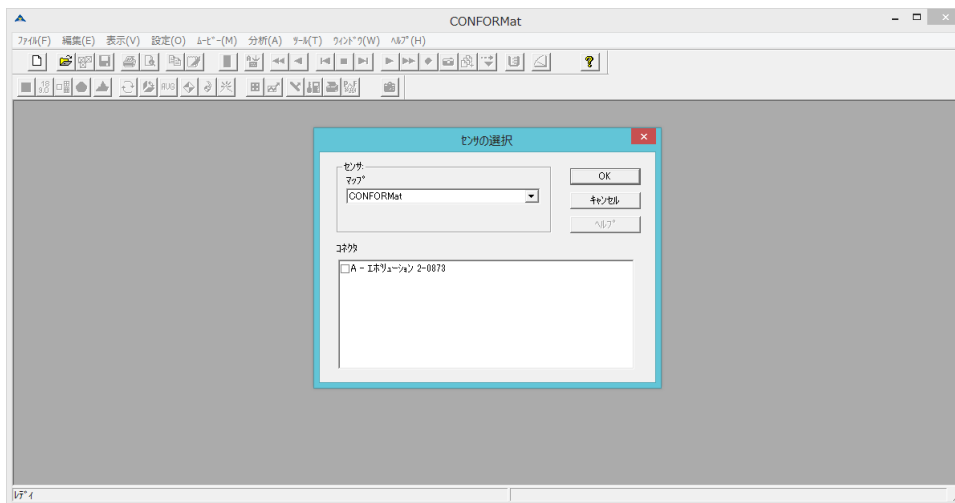 CONFORMat
ファイル(F) 編集(E) 表示(V) 設定(O) ムービー(M) 分析(A) ツール(T) ウィンドウ(W) ヘルプ(H)
AVG
センサの選択
センサ:
マップ
CONFORMat
OK
キャンセル
ヘルプ
コネクタ
A - エボリューション 2-0873
レディ